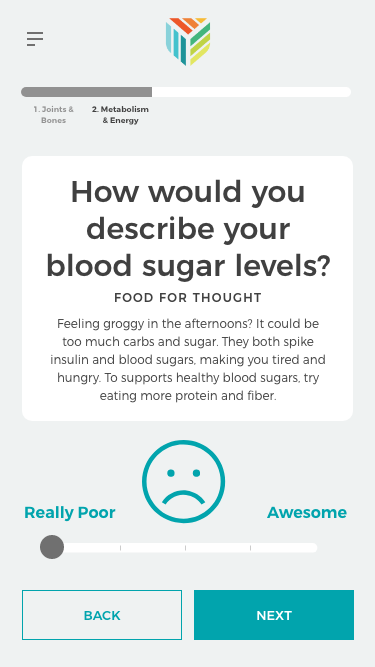 1. Joints &
Bones
2. Metabolism
& Energy
How would you
describe your
blood sugar levels?
FOOD FOR THOUGHT
Feeling groggy in the afternoons? It could be
too much carbs and sugar. They both spike
insulin and blood sugars, making you tired and
hungry. To supports healthy blood sugars, try
eating more protein and fiber.
Really Poor
Awesome
BACK
NEXT